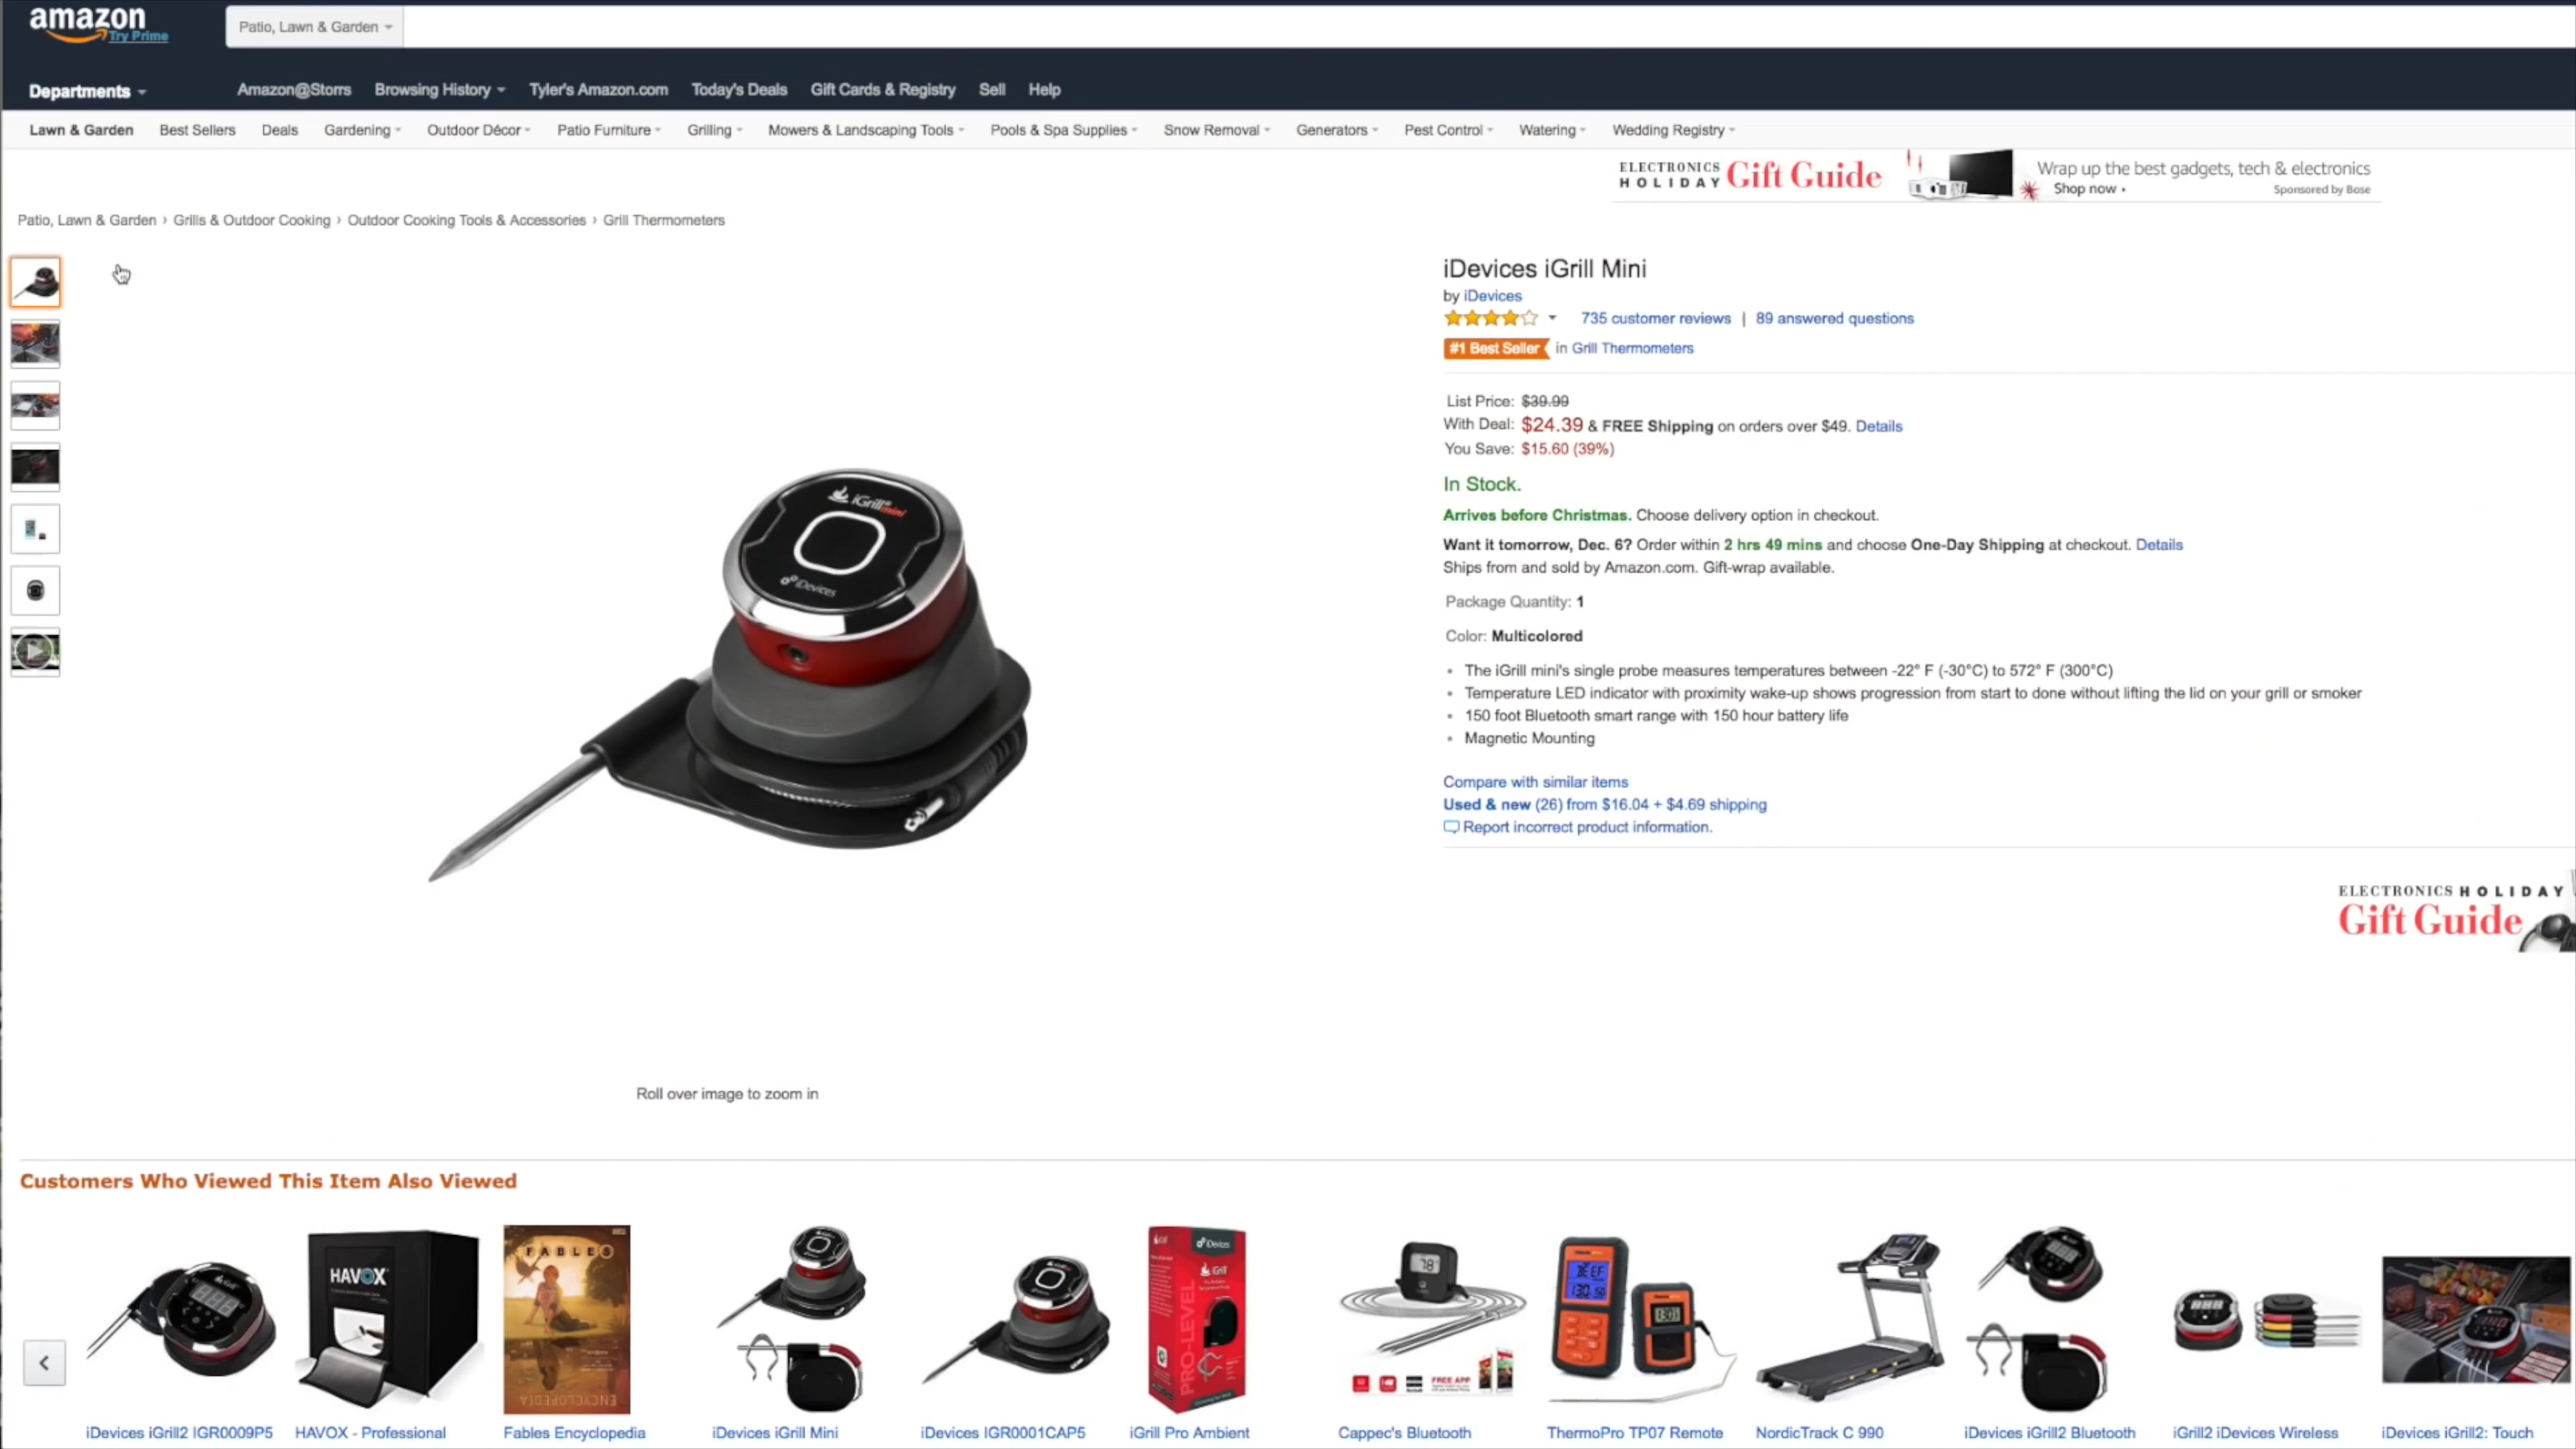 amazon
Try Prime
Patio, Lawn & Garden
Departments
Amazon@Storrs Browsing History Tyler's Amazon.com Today's Deals Gift Cards & Registry Sell Help
Lawn & Garden Best Sellers Deals Gardening Outdoor Décor Patio Furniture Grilling Mowers & Landscaping Tools Pools & Spa Supplies Snow Removal Generators Pest Control Watering Wedding Registry
ELECTRONICS HOLIDAY Gift Guide
Wrap up the best gadgets, tech & electronics
Shop now ›
Sponsored by Bose
Patio, Lawn & Garden › Grills & Outdoor Cooking › Outdoor Cooking Tools & Accessories › Grill Thermometers
iDevices iGrill Mini
by iDevices
735 customer reviews | 89 answered questions
#1 Best Seller in Grill Thermometers
List Price: $39.99
With Deal: $24.39 & FREE Shipping on orders over $49. Details
You Save: $15.60 (39%)
In Stock.
Arrives before Christmas. Choose delivery option in checkout.
Want it tomorrow, Dec. 6? Order within 2 hrs 49 mins and choose One-Day Shipping at checkout. Details
Ships from and sold by Amazon.com. Gift-wrap available.
Package Quantity: 1
Color: Multicolored
The iGrill mini's single probe measures temperatures between -22° F (-30°C) to 572° F (300°C)
Temperature LED indicator with proximity wake-up shows progression from start to done without lifting the lid on your grill or smoker
150 foot Bluetooth smart range with 150 hour battery life
Magnetic Mounting
Compare with similar items
Used & new (26) from $16.04 + $4.69 shipping
Report incorrect product information.
iGrill mini
iDevices
ELECTRONICS HOLIDAY
Gift Guide
Roll over image to zoom in
Customers Who Viewed This Item Also Viewed
HAVOX
FABLES
ENCYCLOPEDIA
iDevices
iGrill
PRO-LEVEL
78°
FREE APP
BEEF
iDevices iGrill2 IGR0009P5
HAVOX - Professional
Fables Encyclopedia
iDevices iGrill Mini
iDevices IGR0001CAP5
iGrill Pro Ambient
Cappec's Bluetooth
ThermoPro TP07 Remote
NordicTrack C 990
iDevices iGrill2 Bluetooth
iGrill2 iDevices Wireless
iDevices iGrill2: Touch